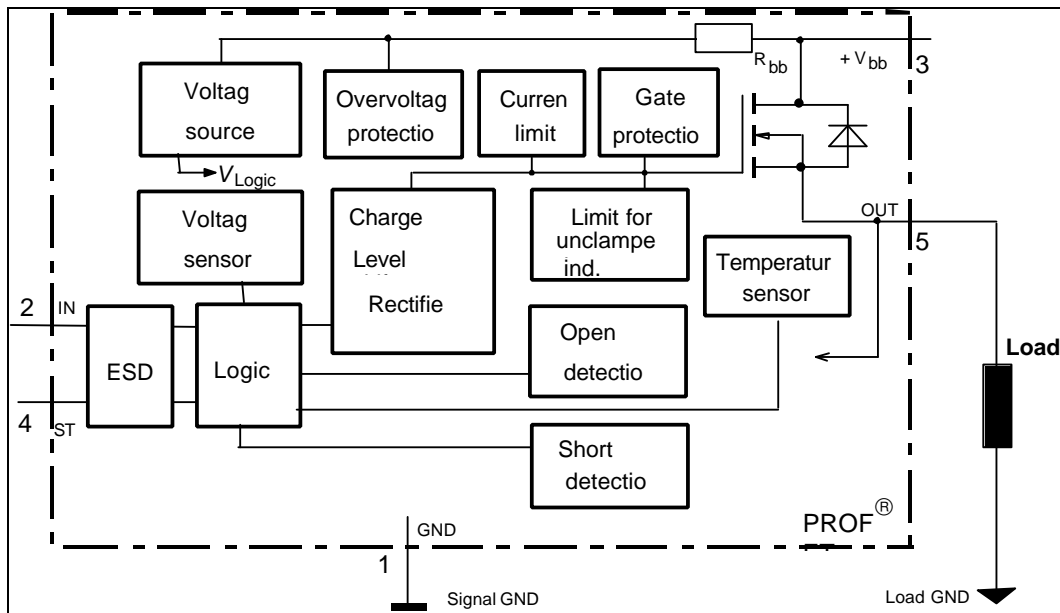 R bb
+ V bb
3
Voltag
source
Overvoltag
protectio
Curren
limit
Gate
protectio
V Logic
Voltag
sensor
Charge
Level
Rectifie
Limit for
unclampe
ind.
OUT
5
Temperatur
sensor
2
IN
ESD
Logic
Open
detectio
Load
4
ST
Short
detectio
GND
1
PROF®
Signal GND
Load GND